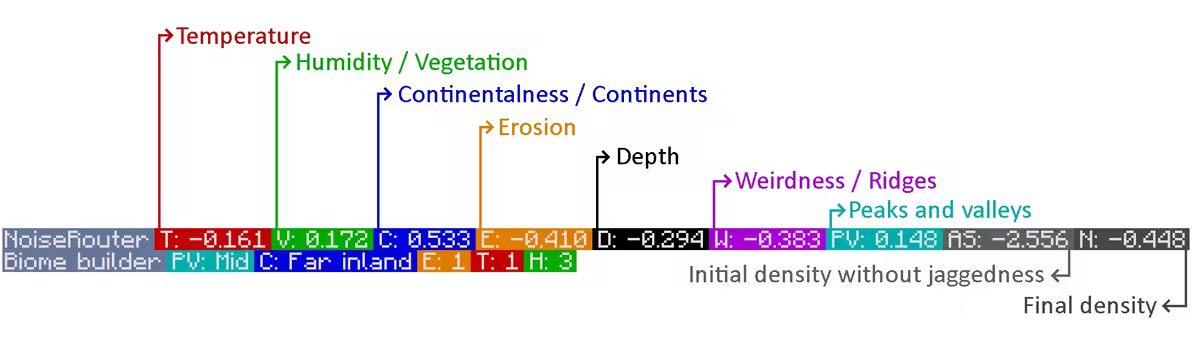 Temperature
Humidity / Vegetation
Continentalness / Continents
Erosion
Depth
Weirdness / Ridges
Peaks and valleys
NoiseRouter T: -0.161 V: 0.172 C: 0.533 E: -0.410 D: -0.294 W: -0.383 PV: 0.148 AS: -2.556 N: -0.448
Biome builder PV: Mid C: Far inland E: 1 T: 1 H: 3
Initial density without jaggedness
Final density